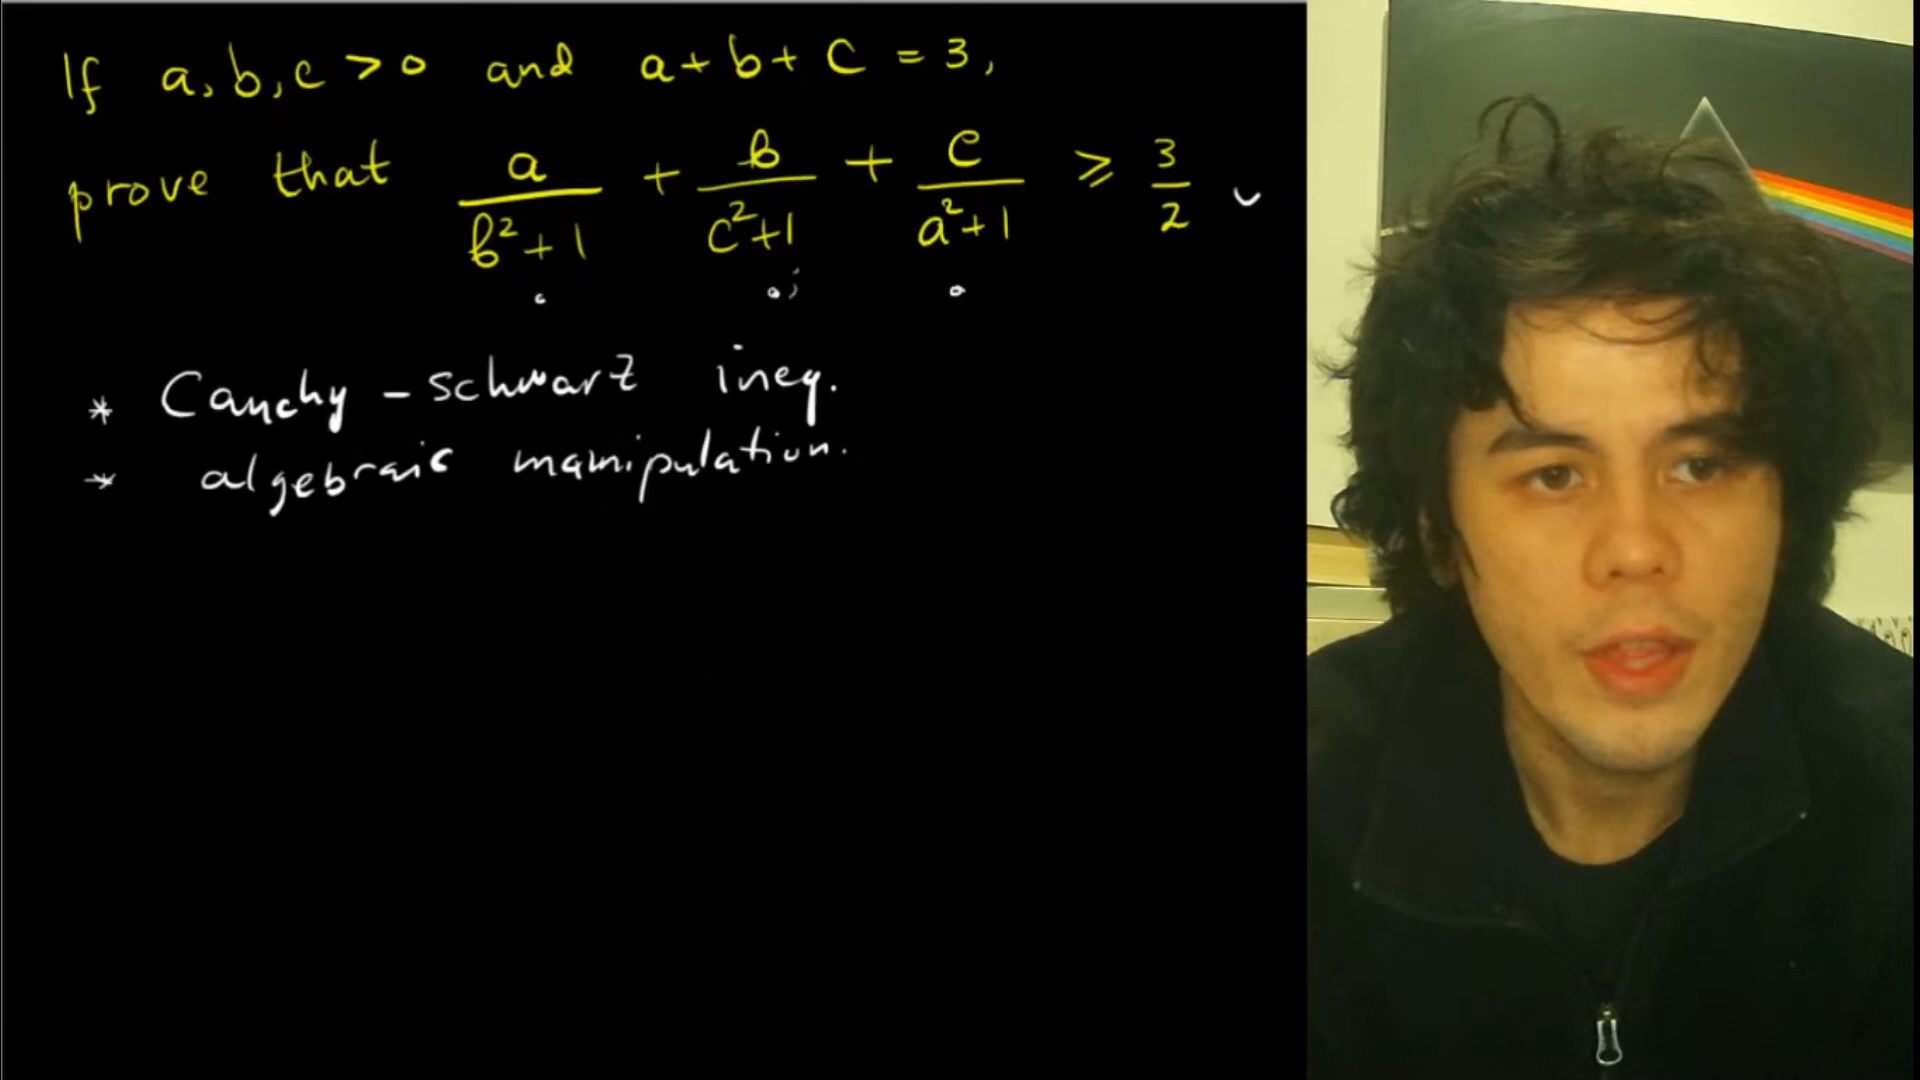 If a, b, c > 0 and a + b + c = 3,
prove that a/(b²+1) + b/(c²+1) + c/(a²+1) ≥ 3/2
* Cauchy - schwarz ineq.
* algebraic manipulation.